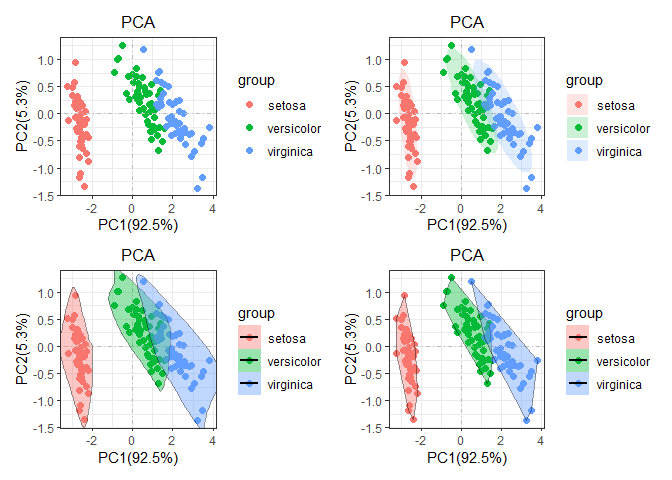 PCA
PC2(5.3%)
1.0
0.5
0.0
-0.5
-1.0
-1.5
-2
0
2
4
PC1(92.5%)
group
setosa
versicolor
virginica
PCA
PC2(5.3%)
1.0
0.5
0.0
-0.5
-1.0
-1.5
-2
0
2
4
PC1(92.5%)
group
setosa
versicolor
virginica
PCA
PC2(5.3%)
1.0
0.5
0.0
-0.5
-1.0
-1.5
-2
0
2
4
PC1(92.5%)
group
setosa
versicolor
virginica
PCA
PC2(5.3%)
1.0
0.5
0.0
-0.5
-1.0
-1.5
-2
0
2
4
PC1(92.5%)
group
setosa
versicolor
virginica